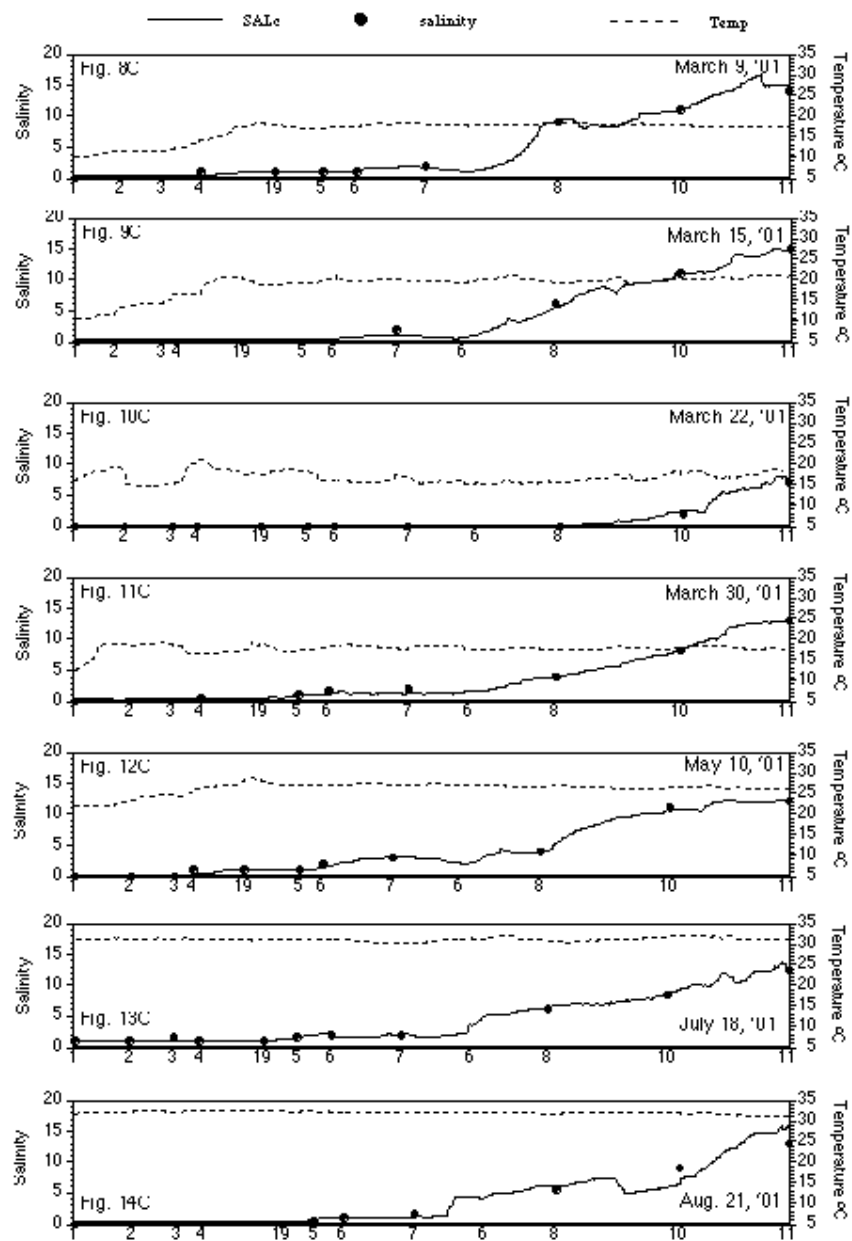 SALc salinity Temp
Fig. 8C March 9, '01
20 15 10 5 0
Salinity
35 30 25 20 15 10 5
Temperature ºC
1 2 3 4 19 5 6 7 8 10 11
Fig. 9C March 15, '01
20 15 10 5 0
Salinity
35 30 25 20 15 10 5
Temperature ºC
1 2 3 4 19 5 6 7 6 8 10 11
Fig. 10C March 22, '01
20 15 10 5 0
Salinity
35 30 25 20 15 10 5
Temperature ºC
1 2 3 4 19 5 6 7 6 8 10 11
Fig. 11C March 30, '01
20 15 10 5 0
Salinity
35 30 25 20 15 10 5
Temperature ºC
1 2 3 4 19 5 6 7 6 8 10 11
Fig. 12C May 10, '01
20 15 10 5 0
Salinity
35 30 25 20 15 10 5
Temperature ºC
1 2 3 4 19 5 6 7 6 8 10 11
Fig. 13C July 18, '01
20 15 10 5 0
Salinity
35 30 25 20 15 10 5
Temperature ºC
1 2 3 4 19 5 6 7 6 8 10 11
Fig. 14C Aug. 21, '01
20 15 10 5 0
Salinity
35 30 25 20 15 10 5
Temperature ºC
1 2 3 4 19 5 6 7 6 8 10 11